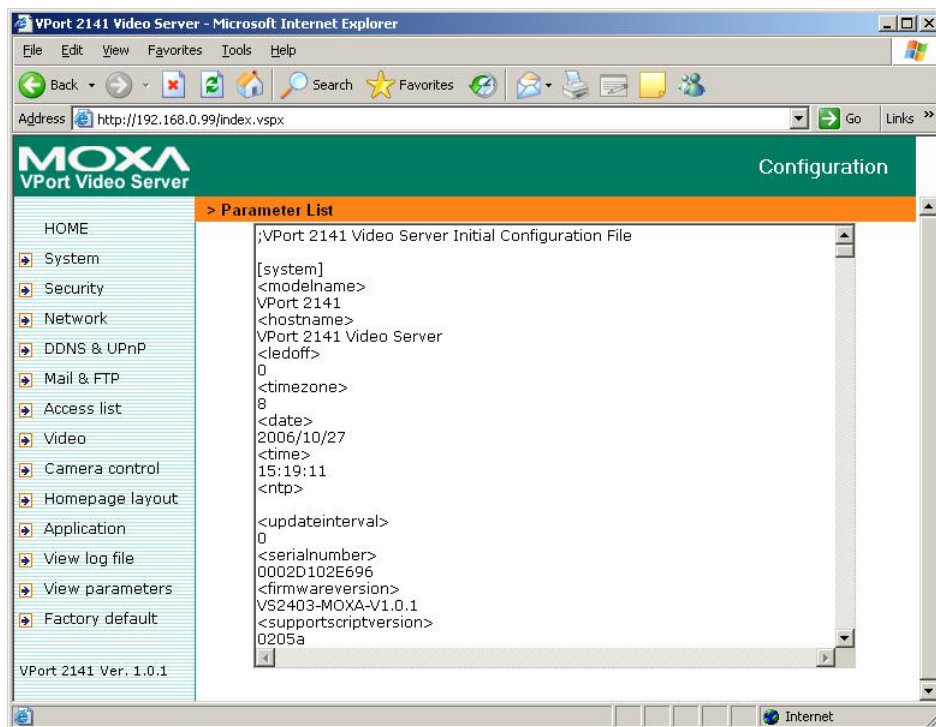 VPort 2141 Video Server - Microsoft Internet Explorer
File Edit View Favorites Tools Help
Back Search Favorites
Address http://192.168.0.99/index.vspx Go Links »
MOXA
VPort Video Server
Configuration
> Parameter List
HOME
System
Security
Network
DDNS & UPnP
Mail & FTP
Access list
Video
Camera control
Homepage layout
Application
View log file
View parameters
Factory default
VPort 2141 Ver. 1.0.1
;VPort 2141 Video Server Initial Configuration File
[system]
<modelname>
VPort 2141
<hostname>
VPort 2141 Video Server
<ledoff>
0
<timezone>
8
<date>
2006/10/27
<time>
15:19:11
<ntp>
<updateinterval>
0
<serialnumber>
0002D102E696
<firmwareversion>
VS2403-MOXA-V1.0.1
<supportscriptversion>
0205a
Internet